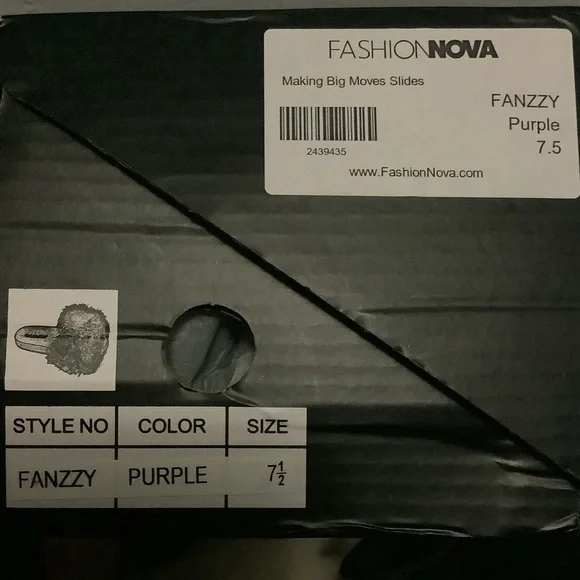 FASHIONNOVA
Making Big Moves Slides
FANZZY
Purple
7.5
2439435
www.FashionNova.com
STYLE NO COLOR SIZE
FANZZY PURPLE 7½